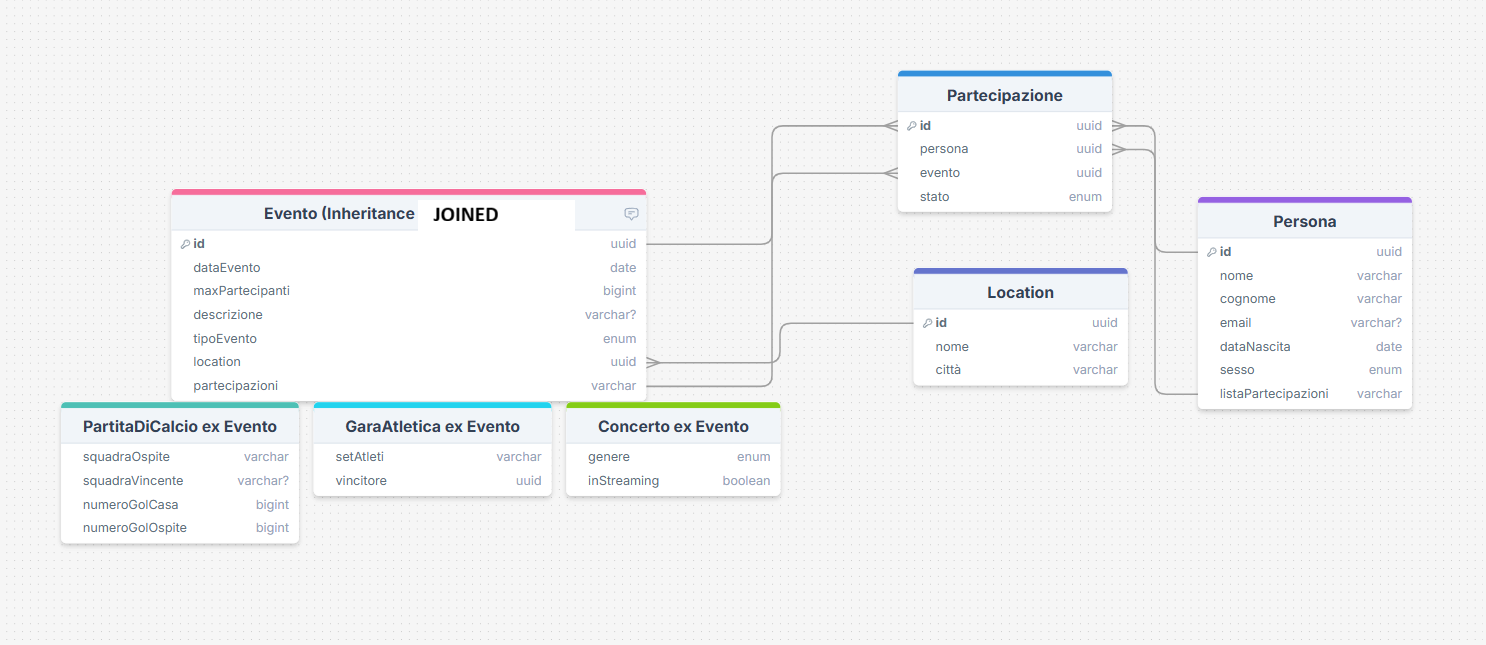 Partecipazione
id uuid
persona uuid
evento uuid
stato enum
Evento (Inheritance JOINED
id uuid
dataEvento date
maxPartecipanti bigint
descrizione varchar?
tipoEvento enum
location uuid
partecipazioni varchar
Persona
id uuid
nome varchar
cognome varchar
email varchar?
dataNascita date
sesso enum
listaPartecipazioni varchar
Location
id uuid
nome varchar
città varchar
PartitaDiCalcio ex Evento
squadraOspite varchar
squadraVincente varchar?
numeroGolCasa bigint
numeroGolOspite bigint
GaraAtletica ex Evento
setAtleti varchar
vincitore uuid
Concerto ex Evento
genere enum
inStreaming boolean